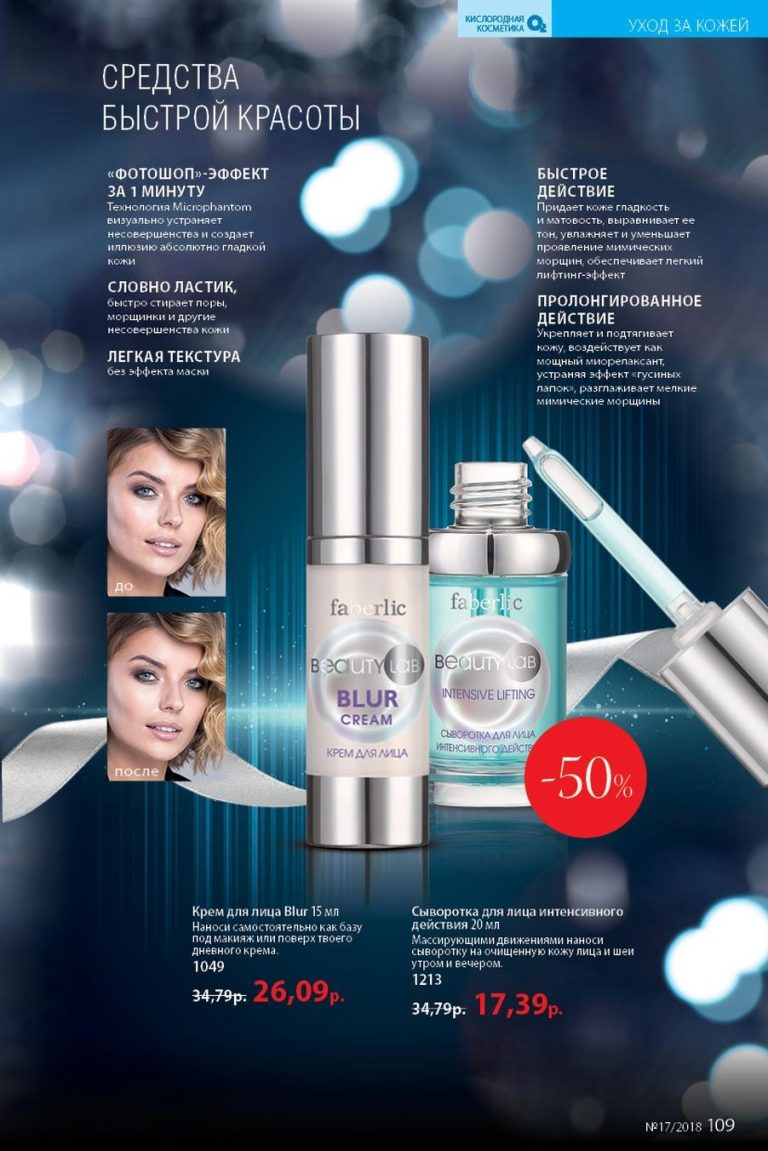 КИСЛОРОДНАЯ
КОСМЕТИКА O2
УХОД ЗА КОЖЕЙ
СРЕДСТВА
БЫСТРОЙ КРАСОТЫ
«ФОТОШОП»-ЭФФЕКТ
ЗА 1 МИНУТУ
Технология Microphantom
визуально устраняет
несовершенства и создает
иллюзию абсолютно гладкой
кожи
СЛОВНО ЛАСТИК,
быстро стирает поры,
морщинки и другие
несовершенства кожи
ЛЕГКАЯ ТЕКСТУРА
без эффекта маски
БЫСТРОЕ
ДЕЙСТВИЕ
Придает коже гладкость
и матовость, выравнивает ее
тон, увлажняет и уменьшает
проявление мимических
морщин, обеспечивает легкий
лифтинг-эффект
ПРОЛОНГИРОВАННОЕ
ДЕЙСТВИЕ
Укрепляет и подтягивает
кожу, воздействует как
мощный миорелаксант,
устраняя эффект «гусиных
лапок», разглаживает мелкие
мимические морщины
до
после
faberlic
BEAUTY LAB
BLUR
CREAM
КРЕМ ДЛЯ ЛИЦА
faberlic
BEAUTY LAB
INTENSIVE LIFTING
СЫВОРОТКА ДЛЯ ЛИЦА
ИНТЕНСИВНОГО ДЕЙСТВ
-50%
Крем для лица Blur 15 мл
Наноси самостоятельно как базу
под макияж или поверх твоего
дневного крема.
1049
34,79р. 26,09р.
Сыворотка для лица интенсивного
действия 20 мл
Массирующими движениями наноси
сыворотку на очищенную кожу лица и шеи
утром и вечером.
1213
34,79р. 17,39р.
№17/2018 109